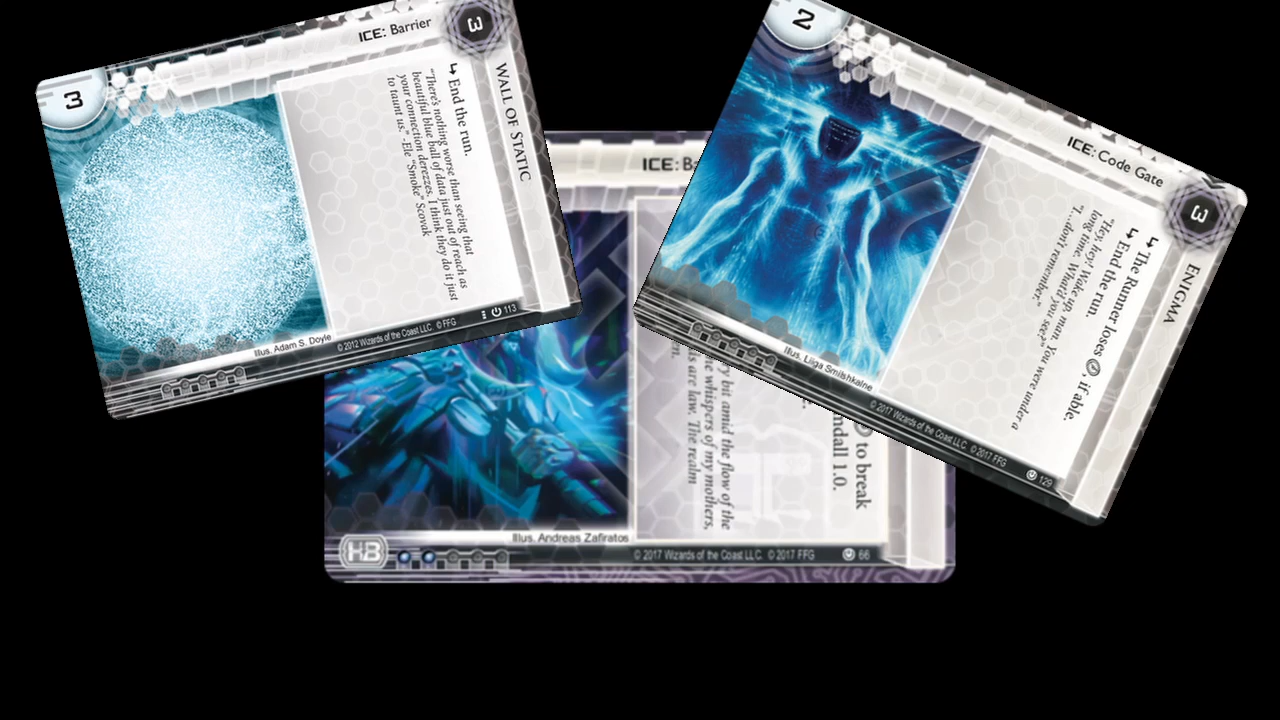 3
ICE: Barrier
3
WALL OF STATIC
↳ End the run.
"There's nothing worse than seeing that
beautiful blue ball of data just out of reach as
your connection derezzes. I think they do it just
to taunt us." -Ele "Smoke" Scovak
Illus. Adam S. Doyle
© 2012 Wizards of the Coast LLC © FFG
113
2
ICE: Code Gate
3
ENIGMA
↳ The Runner loses , if able.
↳ End the run.
"Hey, hey! Wake up, man. You were under a
long time. What'd you see?"
"I...don't remember."
Illus. Liiga Smilshkalne
© 2017 Wizards of the Coast LLC © 2017 FFG
129
ICE:
to break
1.0.
bit amid the flow of the
whispers of my mothers,
are law. The realm
Illus. Andreas Zafiratos
HB
© 2017 Wizards of the Coast LLC © 2017 FFG
66